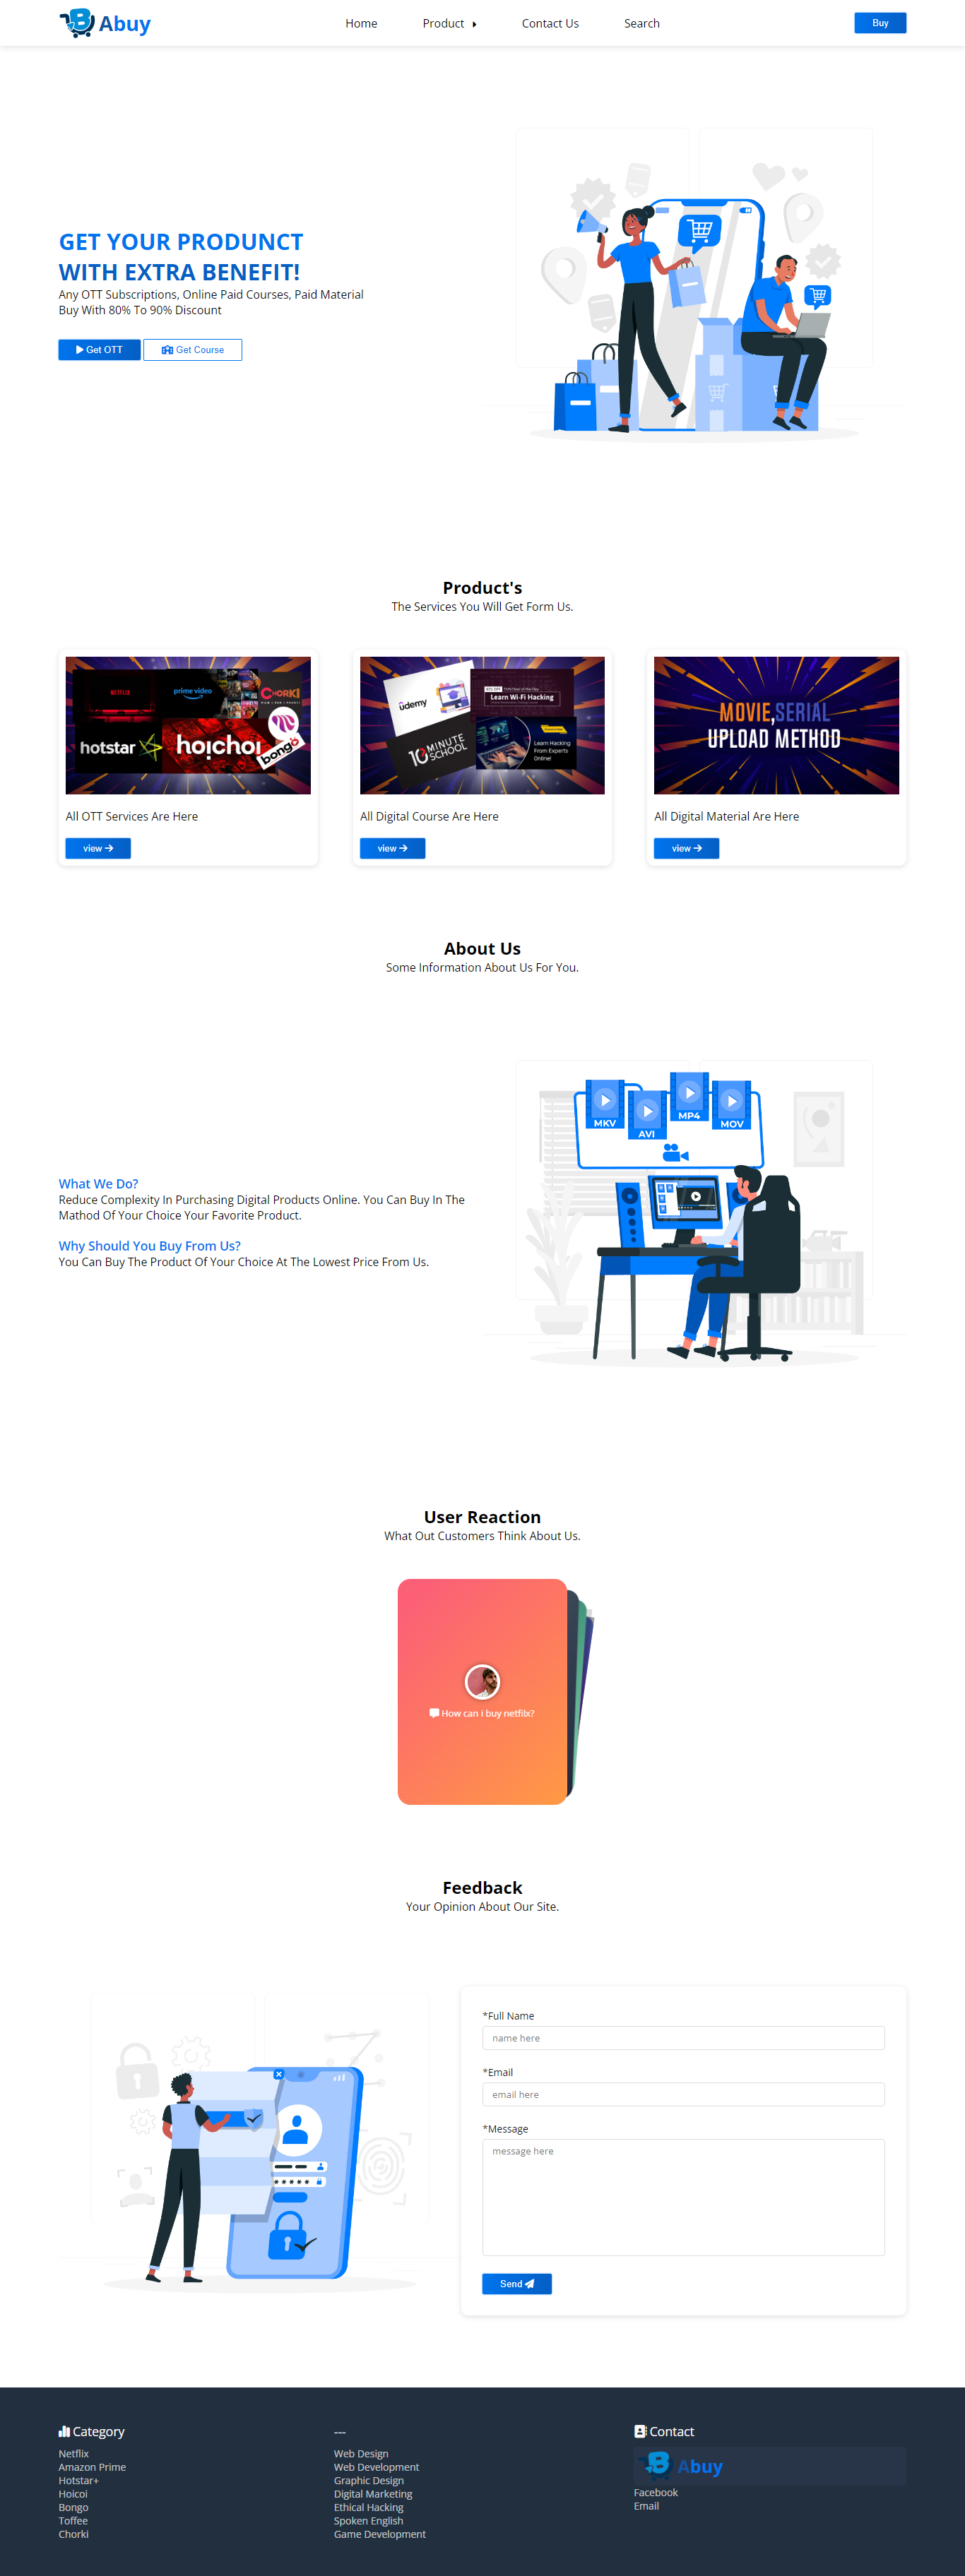 Abuy
Home
Product
Contact Us
Search
Buy
GET YOUR PRODUNCT
WITH EXTRA BENEFIT!
Any OTT Subscriptions, Online Paid Courses, Paid Material
Buy With 80% To 90% Discount
Get OTT
Get Course
Product's
The Services You Will Get Form Us.
NETFLIX
prime video
CHORKI
hotstar
hoichoi
bongo
All OTT Services Are Here
view
udemy
Learn Wi-Fi Hacking
10 MINUTE
SCHOOL
Learn Hacking
From Experts
Online!
All Digital Course Are Here
view
MOVIE,SERIAL
UPLOAD METHOD
All Digital Material Are Here
view
About Us
Some Information About Us For You.
What We Do?
Reduce Complexity In Purchasing Digital Products Online. You Can Buy In The
Mathod Of Your Choice Your Favorite Product.
Why Should You Buy From Us?
You Can Buy The Product Of Your Choice At The Lowest Price From Us.
MKV
AVI
MP4
MOV
User Reaction
What Out Customers Think About Us.
How can i buy netfilx?
Feedback
Your Opinion About Our Site.
*Full Name
name here
*Email
email here
*Message
message here
Send
Category
Netflix
Amazon Prime
Hotstar+
Hoicoi
Bongo
Toffee
Chorki
---
Web Design
Web Development
Graphic Design
Digital Marketing
Ethical Hacking
Spoken English
Game Development
Contact
Abuy
Facebook
Email